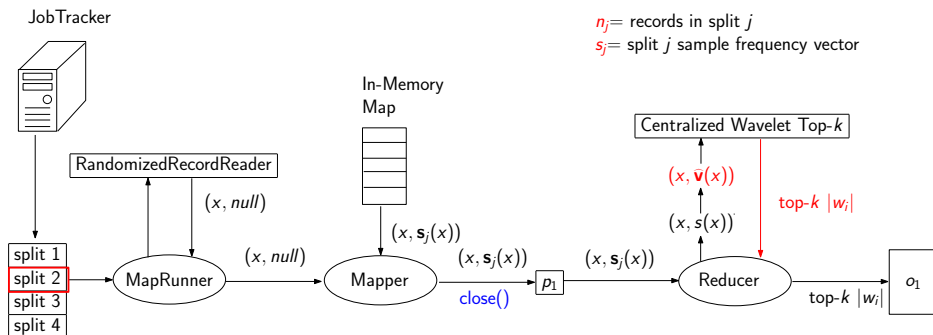 JobTracker
n_j= records in split j
s_j= split j sample frequency vector
In-Memory
Map
Centralized Wavelet Top-k
RandomizedRecordReader
(x, null)
(x, v̂(x))
top-k |w_i|
(x, s(x))
(x, s_j(x))
split 1
split 2
split 3
split 4
MapRunner
(x, null)
Mapper
(x, s_j(x))
close()
p_1
(x, s_j(x))
Reducer
top-k |w_i|
o_1